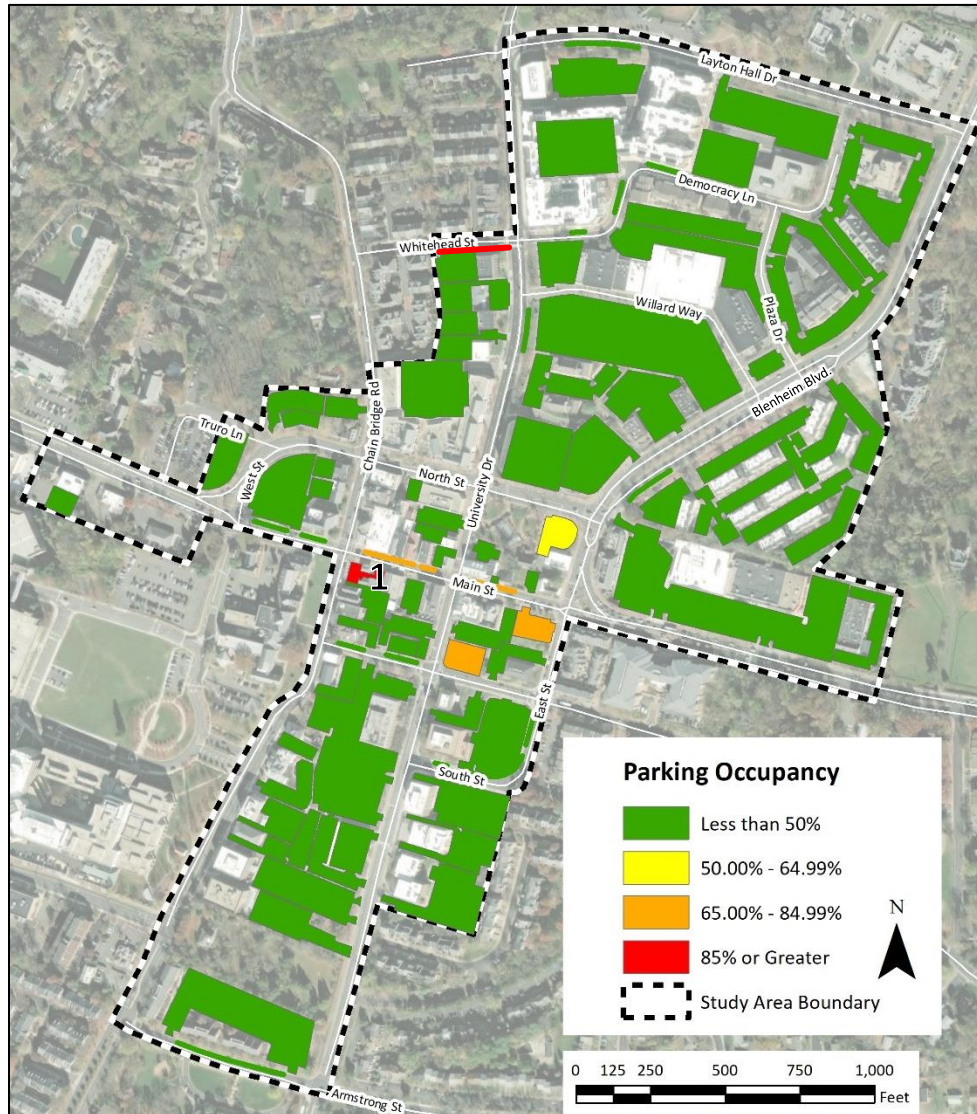 Layton Hall Dr
Democracy Ln
Whitehead St
Willard Way
Plaza Dr
Blenheim Blvd.
Chain Bridge Rd
Truro Ln
West St
North St
University Dr
1
Main St
East St
South St
Armstrong St
Parking Occupancy
Less than 50%
50.00% - 64.99%
65.00% - 84.99%
85% or Greater
Study Area Boundary
N
0 125 250 500 750 1,000
Feet